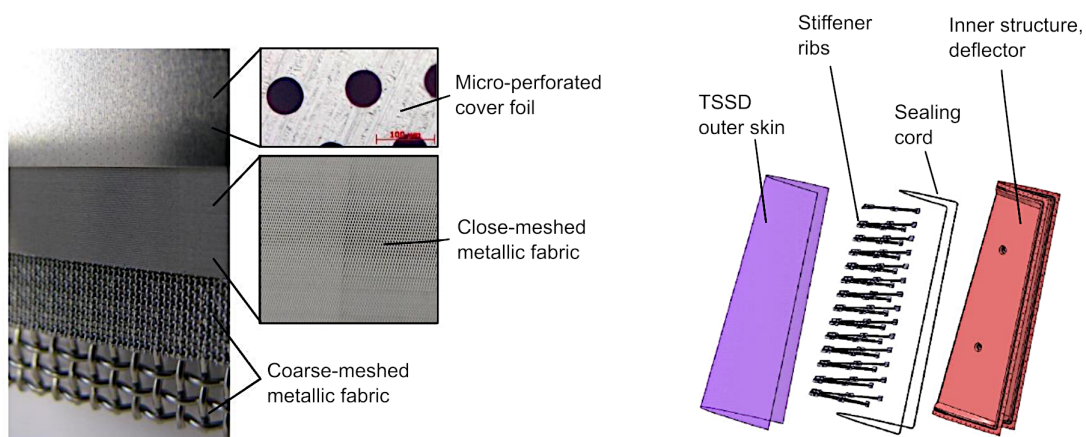 Micro-perforated
cover foil
100 µm
Close-meshed
metallic fabric
Coarse-meshed
metallic fabric
Stiffener
ribs
Inner structure,
deflector
TSSD
outer skin
Sealing
cord